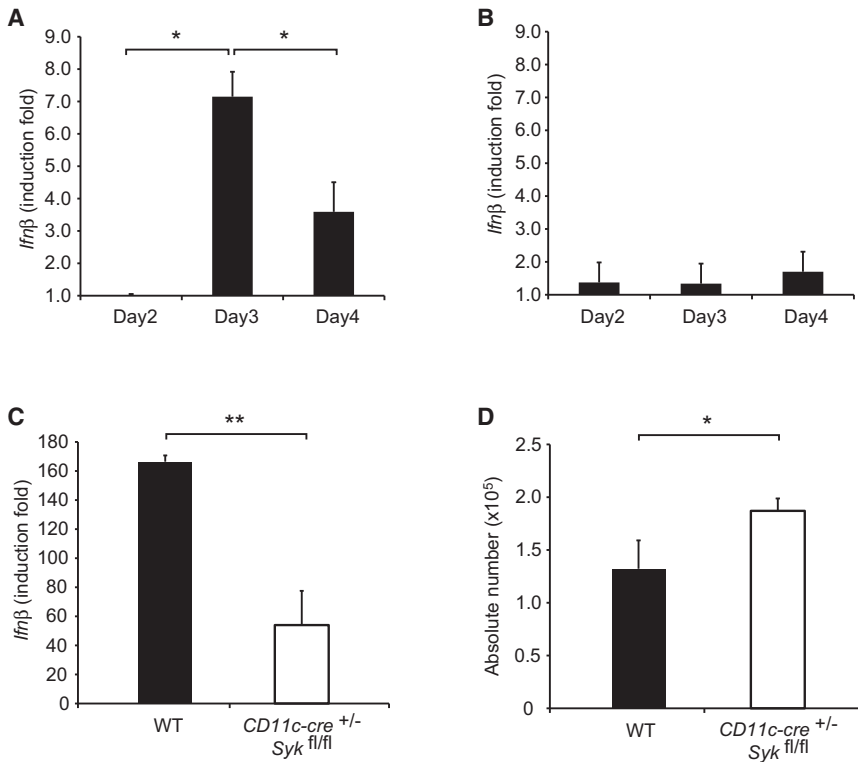 A
Ifnβ (induction fold)
9.0
8.0
7.0
6.0
5.0
4.0
3.0
2.0
1.0
*
*
Day2
Day3
Day4
B
Ifnβ (induction fold)
9.0
8.0
7.0
6.0
5.0
4.0
3.0
2.0
1.0
Day2
Day3
Day4
C
Ifnβ (induction fold)
180
160
140
120
100
80
60
40
20
0
**
WT
CD11c-cre +/-
Syk fl/fl
D
Absolute number (x10⁵)
2.5
2.0
1.5
1.0
0.5
0
*
WT
CD11c-cre +/-
Syk fl/fl